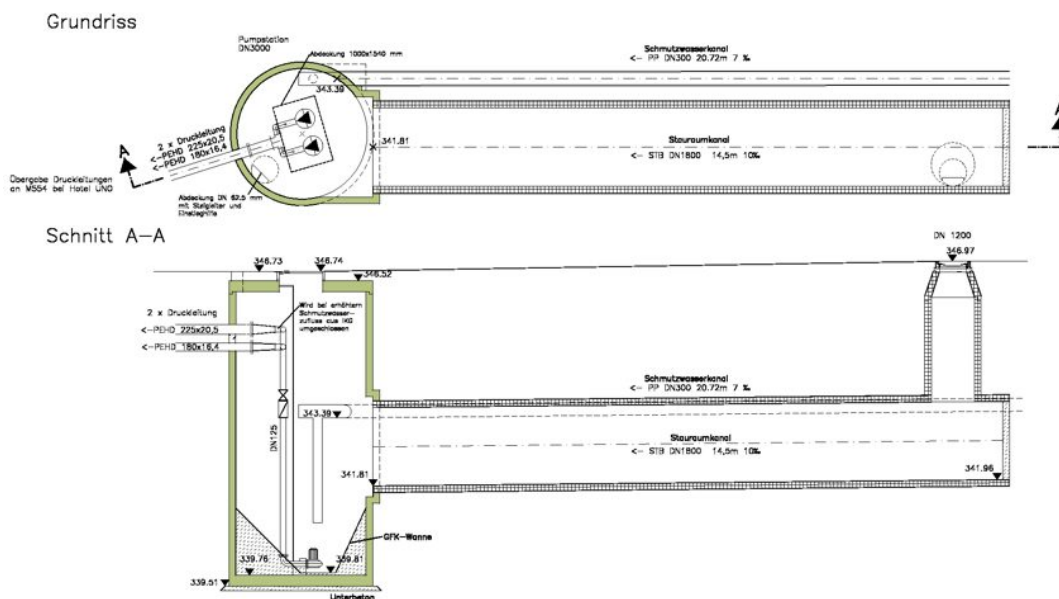 Grundriss
Pumpstation
DN3000
Abdeckung 1000x1540 mm
Schmutzwasserkanal
<- PP DN300 20.72m 7 ‰
343.39
2 x Druckleitung
<-PEHD 225x20,5
<-PEHD 180x16,4
A
341.81
Stauraumkanal
<- STB DN1800 14,5m 10‰
A
Übergabe Druckleitungen
an M554 bei Hotel UNO
Abdeckung DN 62.5 mm
mit Steigleiter und
Einstieghilfe
Schnitt A-A
DN 1200
346.97
346.73
346.74
346.52
2 x Druckleitung
<-PEHD 225x20,5
<-PEHD 180x16,4
Wird bei erhöhtem
Schmutzwasser-
zufluss aus IKG
umgeschlossen
Schmutzwasserkanal
<- PP DN300 20.72m 7 ‰
343.39
DN125
Stauraumkanal
<- STB DN1800 14,5m 10‰
341.81
341.96
GFK-Wanne
339.76
339.81
339.51
Unterbeton